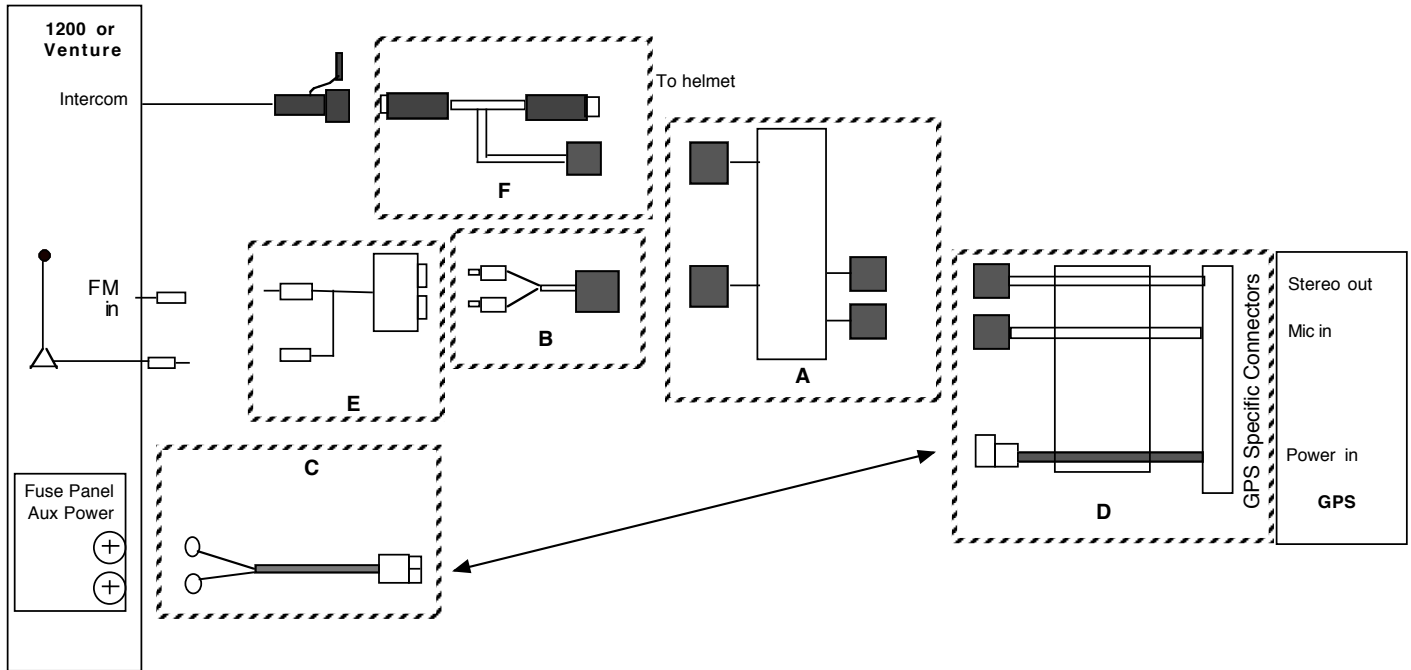 1200 or
Venture
Intercom
To helmet
F
FM
in
E
B
A
C
Fuse Panel
Aux Power
D
GPS Specific Connectors
Stereo out
Mic in
Power in
GPS